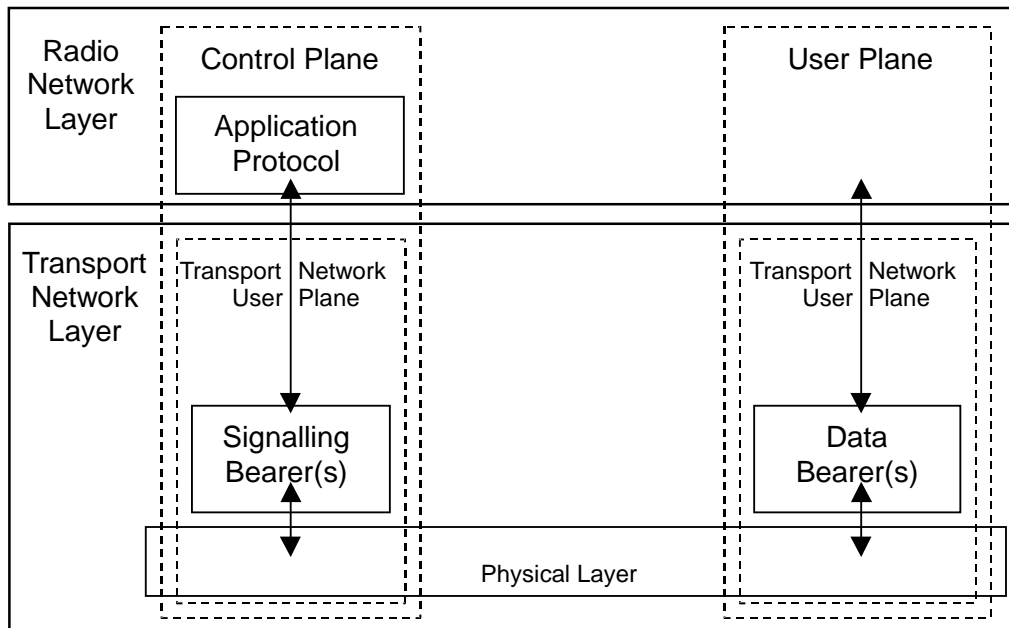 Radio
Network
Layer
Control Plane
User Plane
Application
Protocol
Transport
Network
Layer
Transport Network
User Plane
Transport Network
User Plane
Signalling
Bearer(s)
Data
Bearer(s)
Physical Layer